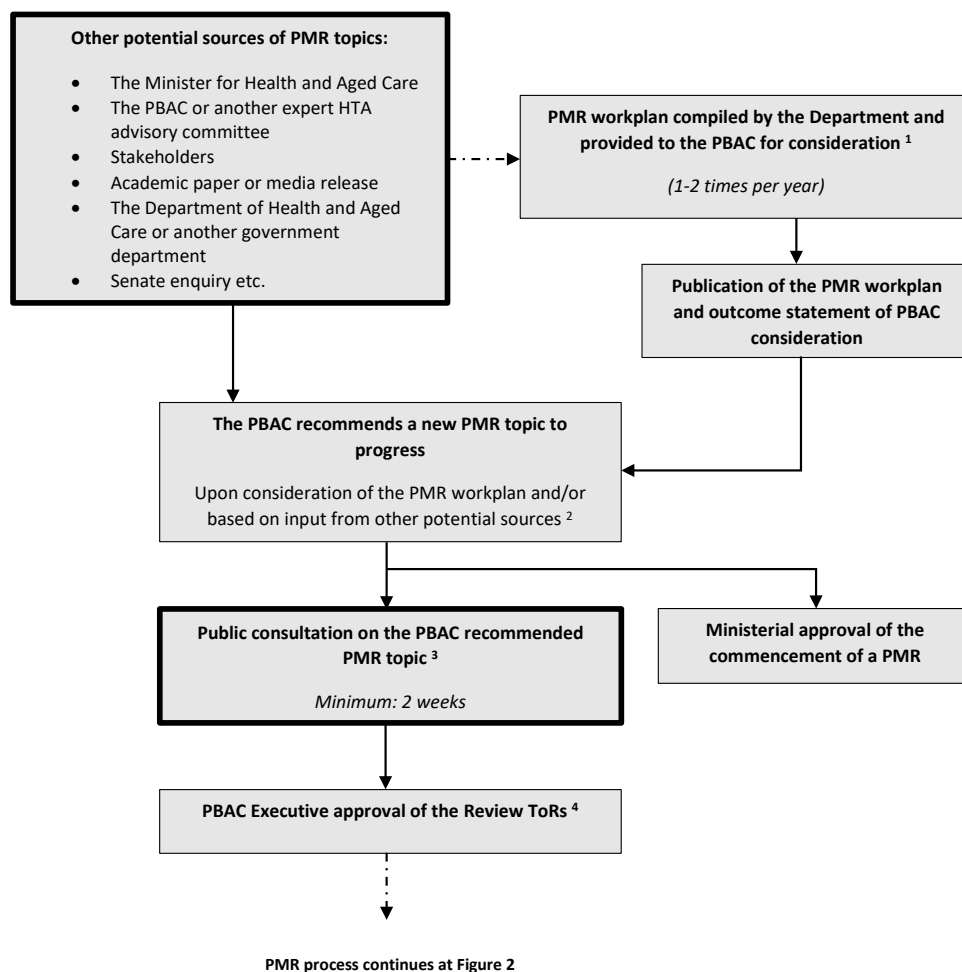 Other potential sources of PMR topics:
• The Minister for Health and Aged Care
• The PBAC or another expert HTA
advisory committee
• Stakeholders
• Academic paper or media release
• The Department of Health and Aged
Care or another government
department
• Senate enquiry etc.
PMR workplan compiled by the Department and
provided to the PBAC for consideration ¹
(1-2 times per year)
Publication of the PMR workplan
and outcome statement of PBAC
consideration
The PBAC recommends a new PMR topic to
progress
Upon consideration of the PMR workplan and/or
based on input from other potential sources ²
Public consultation on the PBAC recommended
PMR topic ³
Minimum: 2 weeks
Ministerial approval of the
commencement of a PMR
PBAC Executive approval of the Review ToRs ⁴
PMR process continues at Figure 2